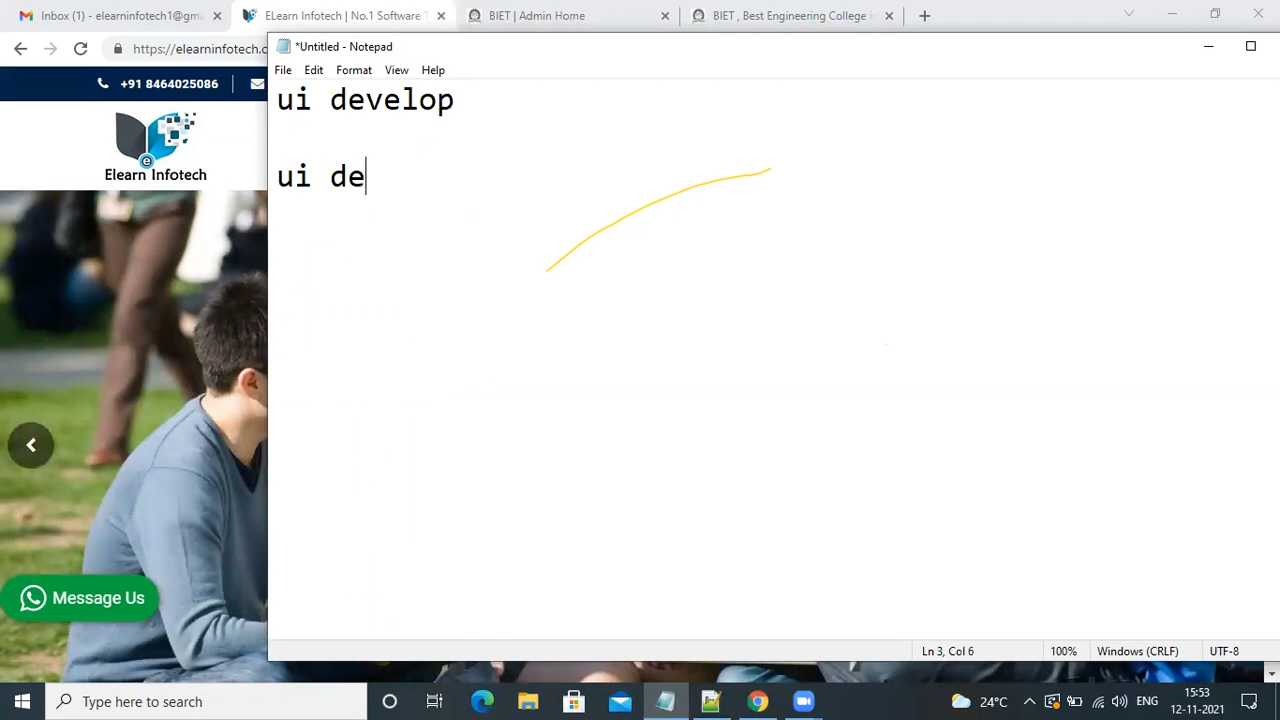 Inbox (1) - elearninfotech1@gma
ELearn Infotech | No.1 Software T
BIET | Admin Home
BIET , Best Engineering College in
https://elearninfotech.c
*Untitled - Notepad
File Edit Format View Help
+91 8464025086
ui develop
e
Elearn Infotech
ui de
Message Us
Ln 3, Col 6
100%
Windows (CRLF)
UTF-8
Type here to search
24°C
ENG
15:53
12-11-2021